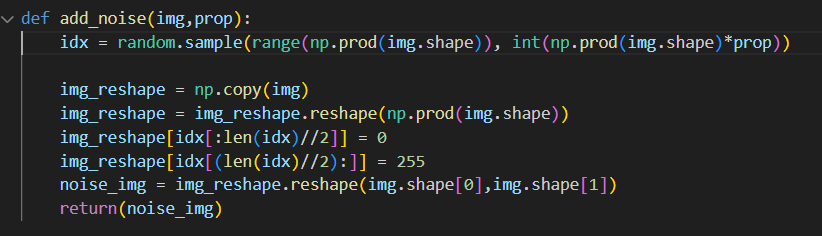 def add_noise(img,prop):
    idx = random.sample(range(np.prod(img.shape)), int(np.prod(img.shape)*prop))

    img_reshape = np.copy(img)
    img_reshape = img_reshape.reshape(np.prod(img.shape))
    img_reshape[idx[:len(idx)//2]] = 0
    img_reshape[idx[(len(idx)//2):]] = 255
    noise_img = img_reshape.reshape(img.shape[0],img.shape[1])
    return(noise_img)